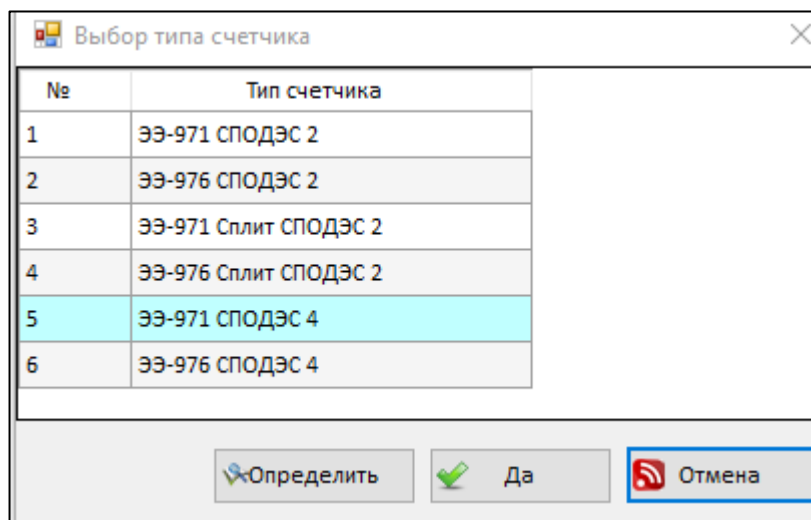 Выбор типа счетчика
№ Тип счетчика
1 ЭЭ-971 СПОДЭС 2
2 ЭЭ-976 СПОДЭС 2
3 ЭЭ-971 Сплит СПОДЭС 2
4 ЭЭ-976 Сплит СПОДЭС 2
5 ЭЭ-971 СПОДЭС 4
6 ЭЭ-976 СПОДЭС 4
Определить Да Отмена